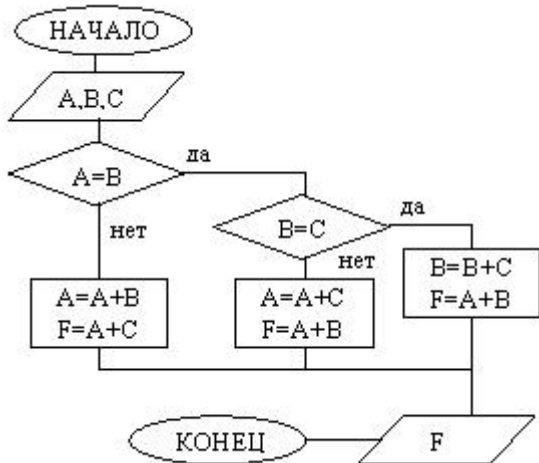 НАЧАЛО
A,B,C
A=B
да
нет
B=C
да
нет
A=A+B
F=A+C
A=A+C
F=A+B
B=B+C
F=A+B
КОНЕЦ
F